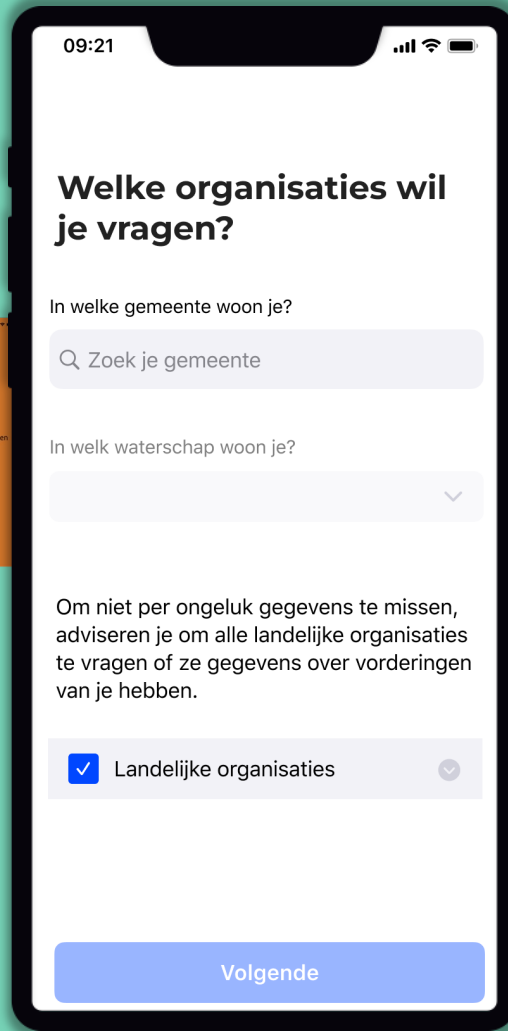 09:21
Welke organisaties wil
je vragen?
In welke gemeente woon je?
Zoek je gemeente
In welk waterschap woon je?
Om niet per ongeluk gegevens te missen,
adviseren je om alle landelijke organisaties
te vragen of ze gegevens over vorderingen
van je hebben.
Landelijke organisaties
Volgende
en